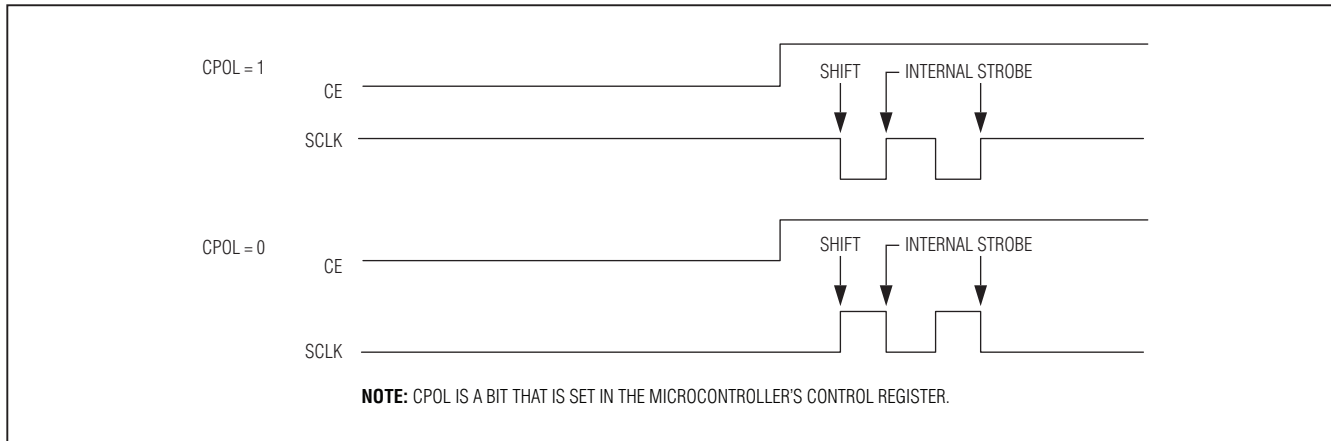 CPOL = 1
CE
SHIFT
INTERNAL STROBE
SCLK
CPOL = 0
CE
SHIFT
INTERNAL STROBE
SCLK
NOTE: CPOL IS A BIT THAT IS SET IN THE MICROCONTROLLER'S CONTROL REGISTER.